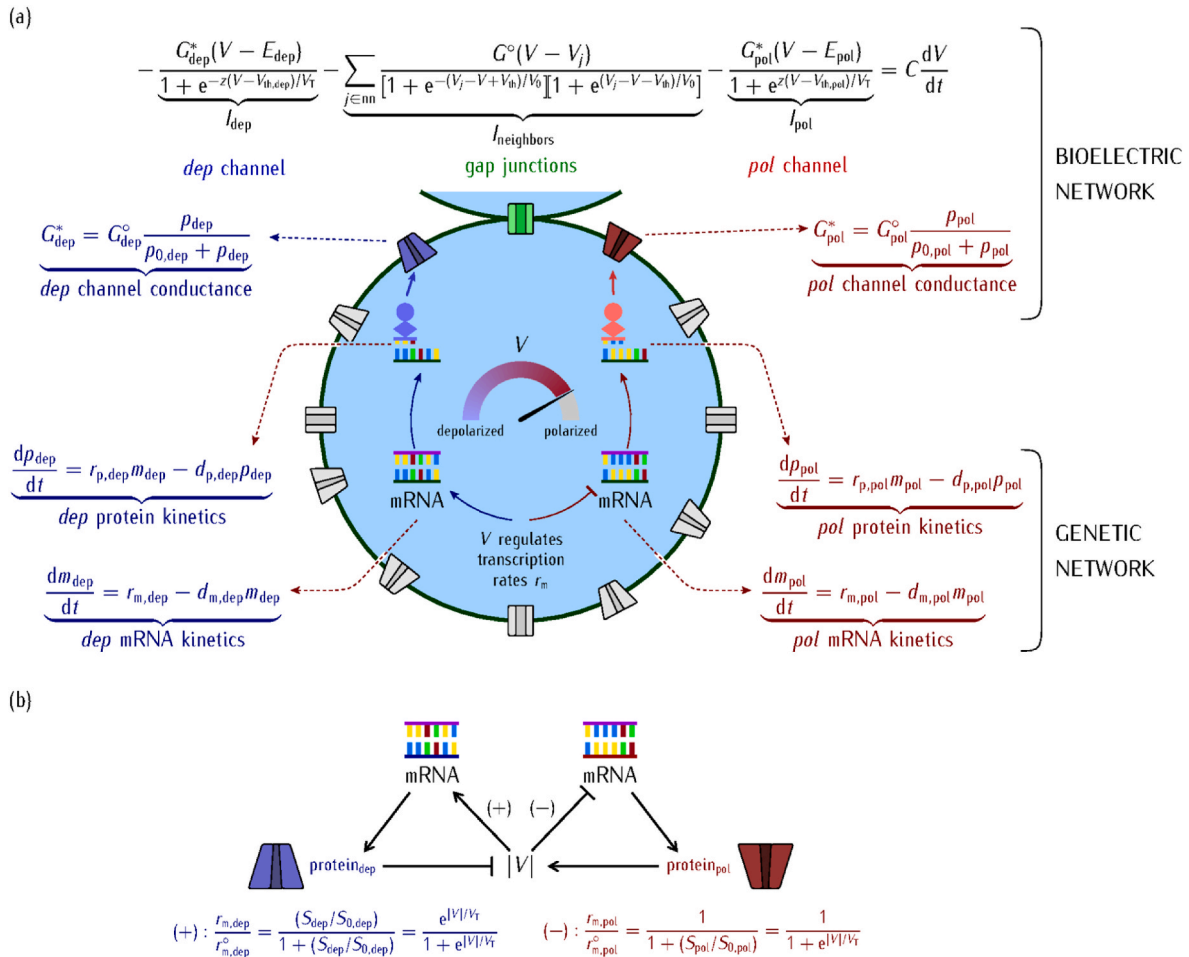 (a)
− G*dep(V − Edep) / 1 + e^−z(V−Vth,dep)/VT − ∑j∈nn G°(V − Vj) / [1 + e^−(Vj−V+Vth)/V0][1 + e^(Vj−V−Vth)/V0] − G*pol(V − Epol) / 1 + e^z(V−Vth,pol)/VT = C dV/dt
Idep Ineighbors Ipol
dep channel gap junctions pol channel
BIOELECTRIC
NETWORK
G*dep = G°dep pdep / p0,dep + pdep
dep channel conductance
G*pol = G°pol ppol / p0,pol + ppol
pol channel conductance
V
depolarized polarized
mRNA mRNA
V regulates
transcription
rates rm
dpdep/dt = rp,dep mdep − dp,dep pdep
dep protein kinetics
dppol/dt = rp,pol mpol − dp,pol ppol
pol protein kinetics
GENETIC
NETWORK
dmdep/dt = rm,dep − dm,dep mdep
dep mRNA kinetics
dmpol/dt = rm,pol − dm,pol mpol
pol mRNA kinetics
(b)
mRNA mRNA
(+) (−)
proteindep |V| proteinpol
(+) : rm,dep / r°m,dep = (Sdep/S0,dep) / 1 + (Sdep/S0,dep) = e^|V|/VT / 1 + e^|V|/VT
(−) : rm,pol / r°m,pol = 1 / 1 + (Spol/S0,pol) = 1 / 1 + e^|V|/VT